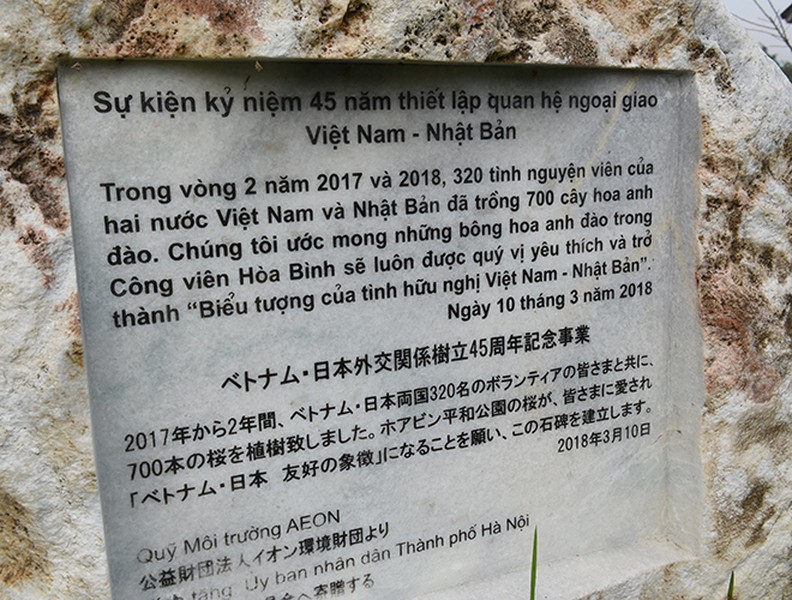 Sự kiện kỷ niệm 45 năm thiết lập quan hệ ngoại giao
Việt Nam - Nhật Bản
Trong vòng 2 năm 2017 và 2018, 320 tình nguyện viên của
hai nước Việt Nam và Nhật Bản đã trồng 700 cây hoa anh
đào. Chúng tôi ước mong những bông hoa anh đào trong
Công viên Hòa Bình sẽ luôn được quý vị yêu thích và trở
thành “Biểu tượng của tình hữu nghị Việt Nam - Nhật Bản”.
Ngày 10 tháng 3 năm 2018
ベトナム・日本外交関係樹立45周年記念事業
2017年から2年間、ベトナム・日本両国320名のボランティアの皆さまと共に、
700本の桜を植樹致しました。ホアビン平和公園の桜が、皆さまに愛され
「ベトナム・日本 友好の象徴」になることを願い、この石碑を建立します。
2018年3月10日
Quỹ Môi trường AEON
公益財団法人イオン環境財団より
tặng Ủy ban nhân dân Thành phố Hà Nội
へ寄贈する